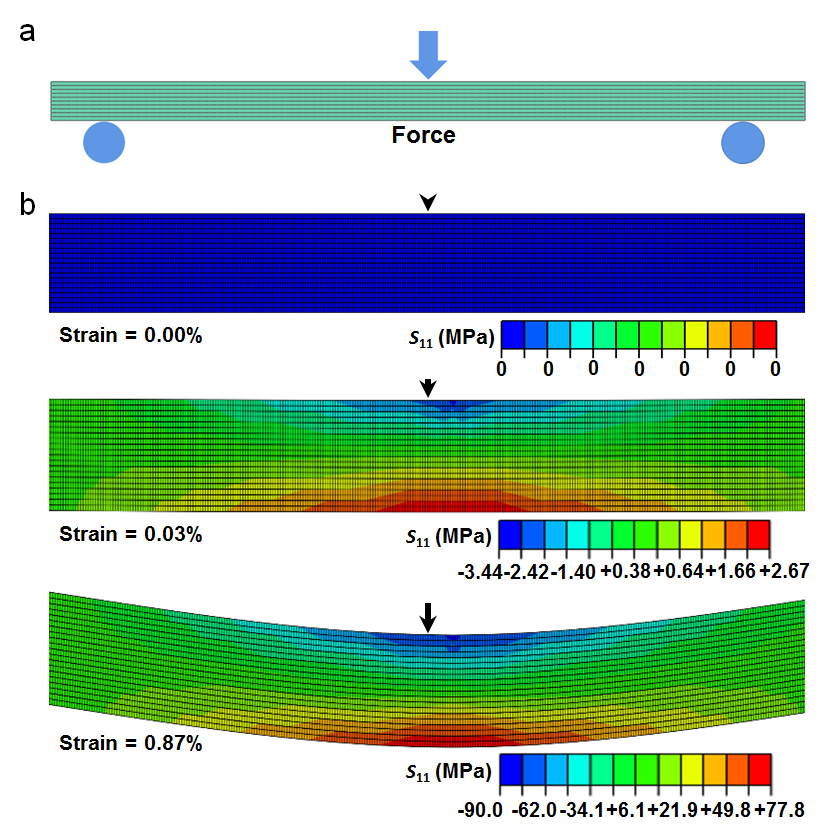 a
Force
b
Strain = 0.00%
S11 (MPa)
0 0 0 0 0 0 0
Strain = 0.03%
S11 (MPa)
-3.44 -2.42 -1.40 +0.38 +0.64 +1.66 +2.67
Strain = 0.87%
S11 (MPa)
-90.0 -62.0 -34.1 +6.1 +21.9 +49.8 +77.8